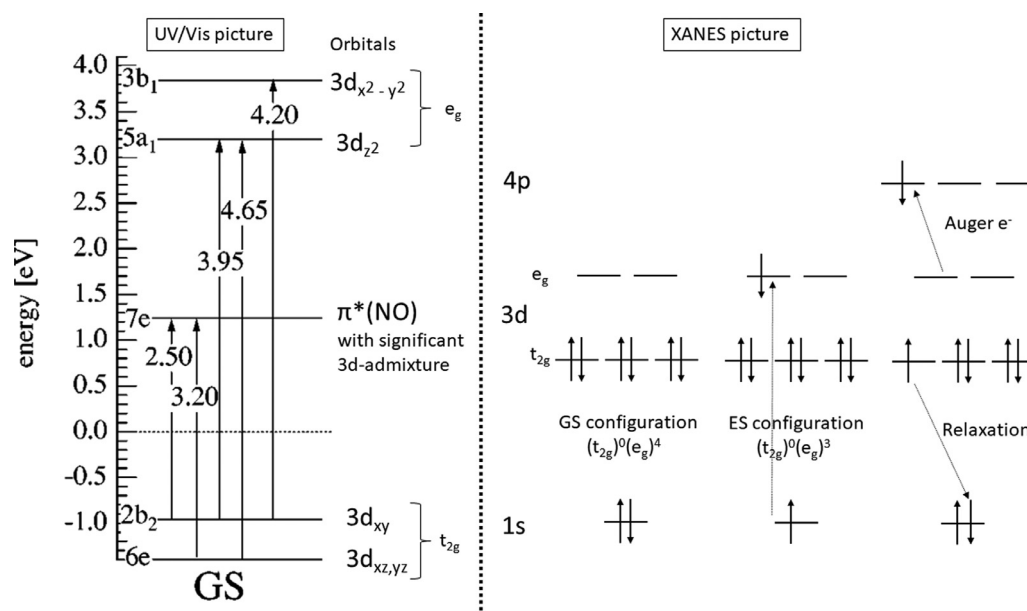 UV/Vis picture
Orbitals
energy [eV]
4.0
3.5
3.0
2.5
2.0
1.5
1.0
0.5
0.0
-0.5
-1.0
3b1
5a1
7e
2b2
6e
4.20
4.65
3.95
2.50
3.20
GS
3dx2 - y2
3dz2
eg
π*(NO)
with significant
3d-admixture
3dxy
3dxz,yz
t2g
XANES picture
4p
eg
3d
t2g
1s
GS configuration
(t2g)0(eg)4
ES configuration
(t2g)0(eg)3
Auger e-
Relaxation